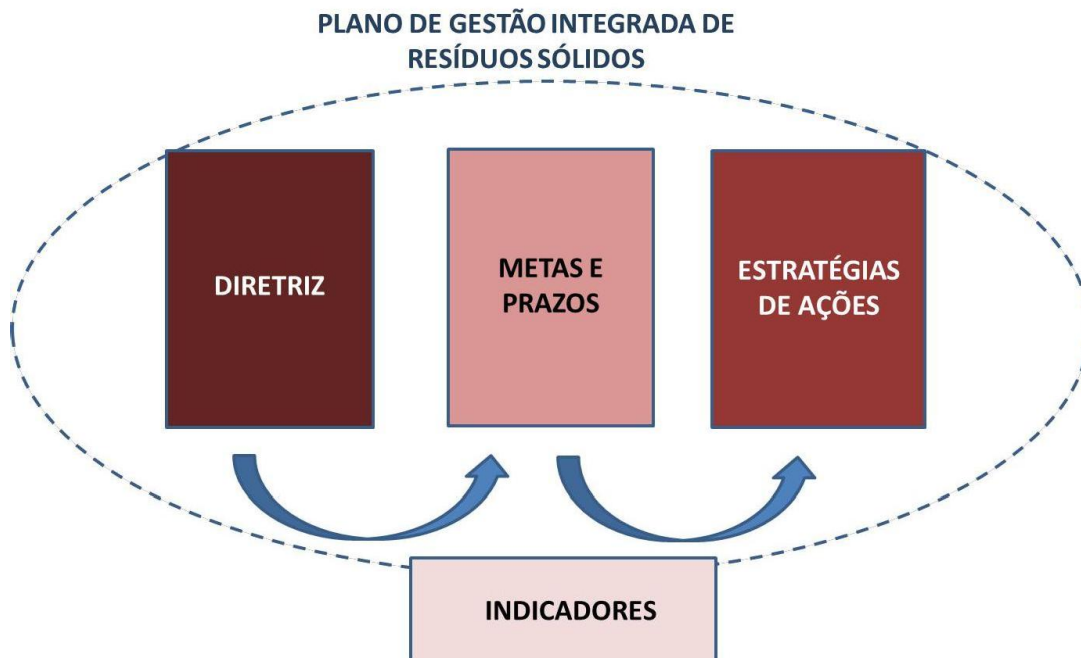 PLANO DE GESTÃO INTEGRADA DE
RESÍDUOS SÓLIDOS
DIRETRIZ
METAS E
PRAZOS
ESTRATÉGIAS
DE AÇÕES
INDICADORES